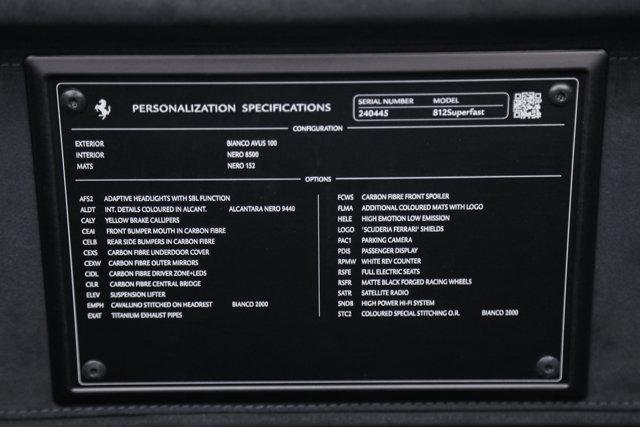 PERSONALIZATION SPECIFICATIONS
SERIAL NUMBER MODEL
240445 812Superfast
CONFIGURATION
EXTERIOR BIANCO AVUS 100
INTERIOR NERO 8500
MATS NERO 152
OPTIONS
AFS2 ADAPTIVE HEADLIGHTS WITH SBL FUNCTION
ALDT INT. DETAILS COLOURED IN ALCANT. ALCANTARA NERO 9440
CALY YELLOW BRAKE CALLIPERS
CEAI FRONT BUMPER MOUTH IN CARBON FIBRE
CELB REAR SIDE BUMPERS IN CARBON FIBRE
CEXS CARBON FIBRE UNDERDOOR COVER
CEXW CARBON FIBRE OUTER MIRRORS
CIDL CARBON FIBRE DRIVER ZONE+LEDS
CILR CARBON FIBRE CENTRAL BRIDGE
ELEV SUSPENSION LIFTER
EMPH CAVALLINO STITCHED ON HEADREST BIANCO 2000
EXAT TITANIUM EXHAUST PIPES
FCWS CARBON FIBRE FRONT SPOILER
FLMA ADDITIONAL COLOURED MATS WITH LOGO
HELE HIGH EMOTION LOW EMISSION
LOGO 'SCUDERIA FERRARI' SHIELDS
PAC1 PARKING CAMERA
PDIS PASSENGER DISPLAY
RPMW WHITE REV COUNTER
RSFE FULL ELECTRIC SEATS
RSFR MATTE BLACK FORGED RACING WHEELS
SATR SATELLITE RADIO
SNDB HIGH POWER HI-FI SYSTEM
STC2 COLOURED SPECIAL STITCHING O.R. BIANCO 2000